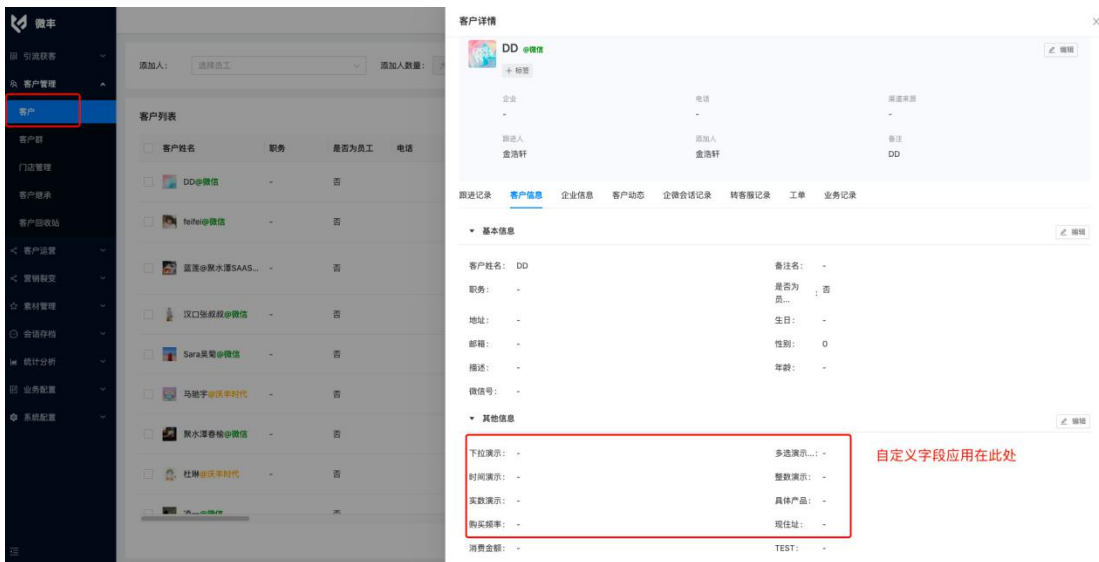 微丰
引流获客
客户管理
客户
客户群
门店管理
客户继承
客户回收站
客户运营
营销裂变
素材管理
会话存档
统计分析
业务配置
系统配置
添加人: 选择员工 添加人数量:
客户列表
客户姓名 职务 是否为员工 电话
DD@微信 - 否
feifei@微信 - 否
蓝莲@聚水潭SAAS... - 否
汉口张叔叔@微信 - 否
Sara吴菊@微信 - 否
马驰宇@沃丰时代 - 否
聚水潭春榆@微信 - 否
杜琳@沃丰时代 - 否
客户详情
DD @微信
编辑
+ 标签
企业 电话 渠道来源
- - -
跟进人 添加人 备注
金浩轩 金浩轩 DD
跟进记录 客户信息 企业信息 客户动态 企微会话记录 转客服记录 工单 业务记录
基本信息 编辑
客户姓名: DD 备注名: -
职务: - 是否为员...: 否
地址: - 生日: -
邮箱: - 性别: 0
描述: - 年龄: -
微信号: -
其他信息 编辑
下拉演示: - 多选演示...: -
自定义字段应用在此处
时间演示: - 整数演示: -
实数演示: - 具体产品: -
购买频率: - 现住址: -
消费金额: - TEST: -